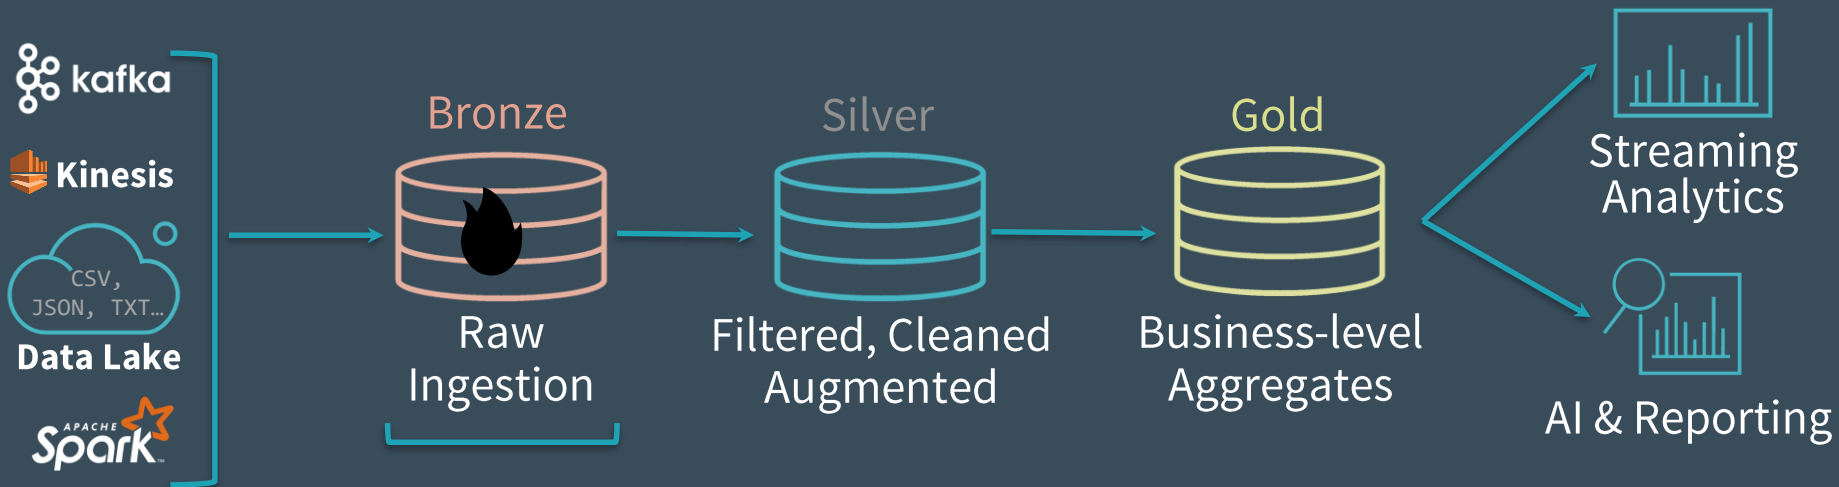 kafka
Kinesis
CSV,
JSON, TXT…
Data Lake
APACHE
Spark™
Bronze
Raw
Ingestion
Silver
Filtered, Cleaned
Augmented
Gold
Business-level
Aggregates
Streaming
Analytics
AI & Reporting